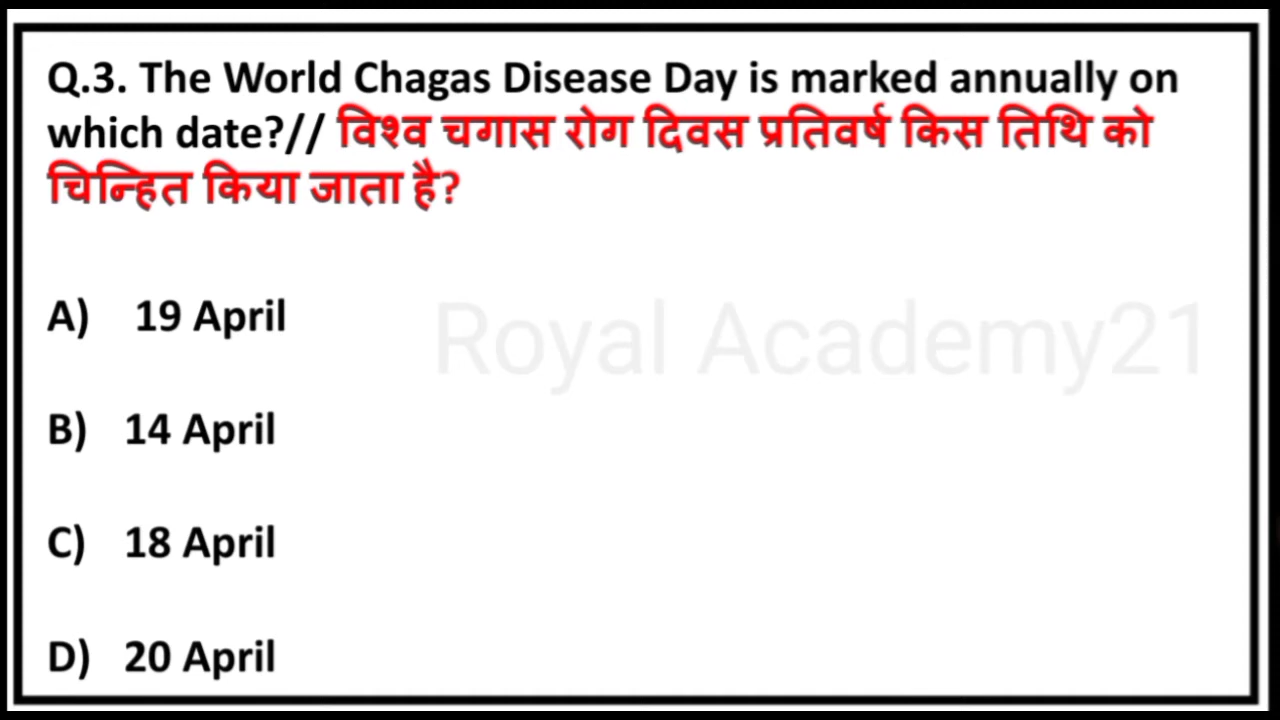 Q.3. The World Chagas Disease Day is marked annually on
which date?// विश्व चगास रोग दिवस प्रतिवर्ष किस तिथि को
चिन्हित किया जाता है?
A) 19 April
Royal Academy21
B) 14 April
C) 18 April
D) 20 April